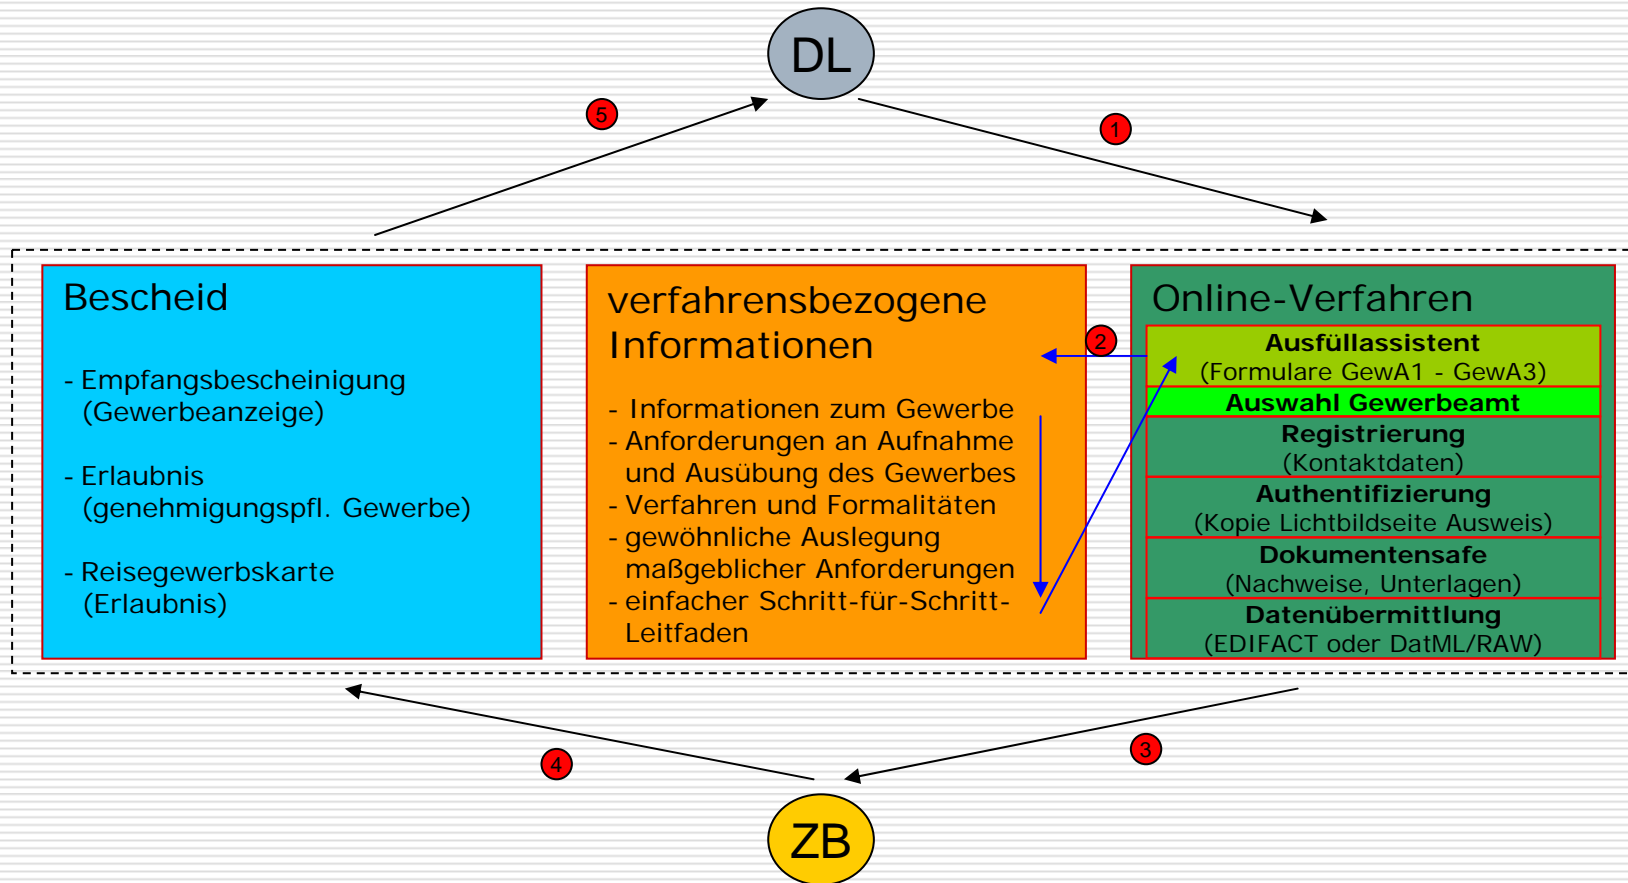 DL
5
1
Bescheid
- Empfangsbescheinigung
(Gewerbeanzeige)
- Erlaubnis
(genehmigungspfl. Gewerbe)
- Reisegewerbskarte
(Erlaubnis)
verfahrensbezogene
Informationen
- Informationen zum Gewerbe
- Anforderungen an Aufnahme
und Ausübung des Gewerbes
- Verfahren und Formalitäten
- gewöhnliche Auslegung
maßgeblicher Anforderungen
- einfacher Schritt-für-Schritt-
Leitfaden
2
Online-Verfahren
Ausfüllassistent
(Formulare GewA1 - GewA3)
Auswahl Gewerbeamt
Registrierung
(Kontaktdaten)
Authentifizierung
(Kopie Lichtbildseite Ausweis)
Dokumentensafe
(Nachweise, Unterlagen)
Datenübermittlung
(EDIFACT oder DatML/RAW)
4
3
ZB